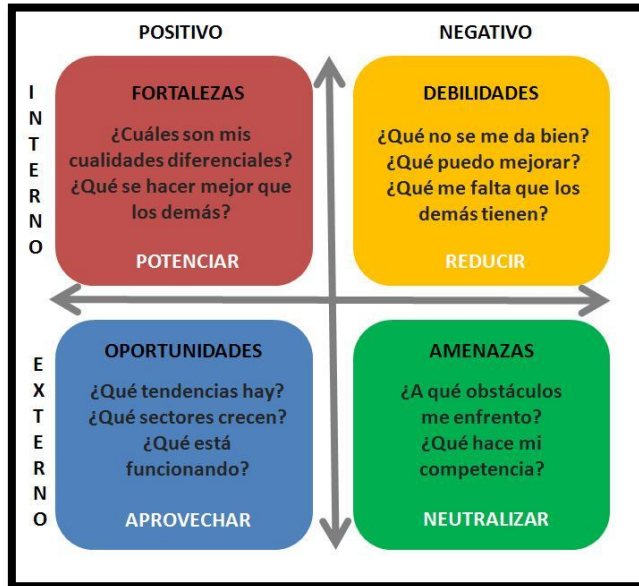 POSITIVO
NEGATIVO
INTERNO
FORTALEZAS
¿Cuáles son mis
cualidades diferenciales?
¿Qué se hacer mejor que
los demás?
POTENCIAR
DEBILIDADES
¿Qué no se me da bien?
¿Qué puedo mejorar?
¿Qué me falta que los
demás tienen?
REDUCIR
EXTERNO
OPORTUNIDADES
¿Qué tendencias hay?
¿Qué sectores crecen?
¿Qué está
funcionando?
APROVECHAR
AMENAZAS
¿A qué obstáculos
me enfrento?
¿Qué hace mi
competencia?
NEUTRALIZAR